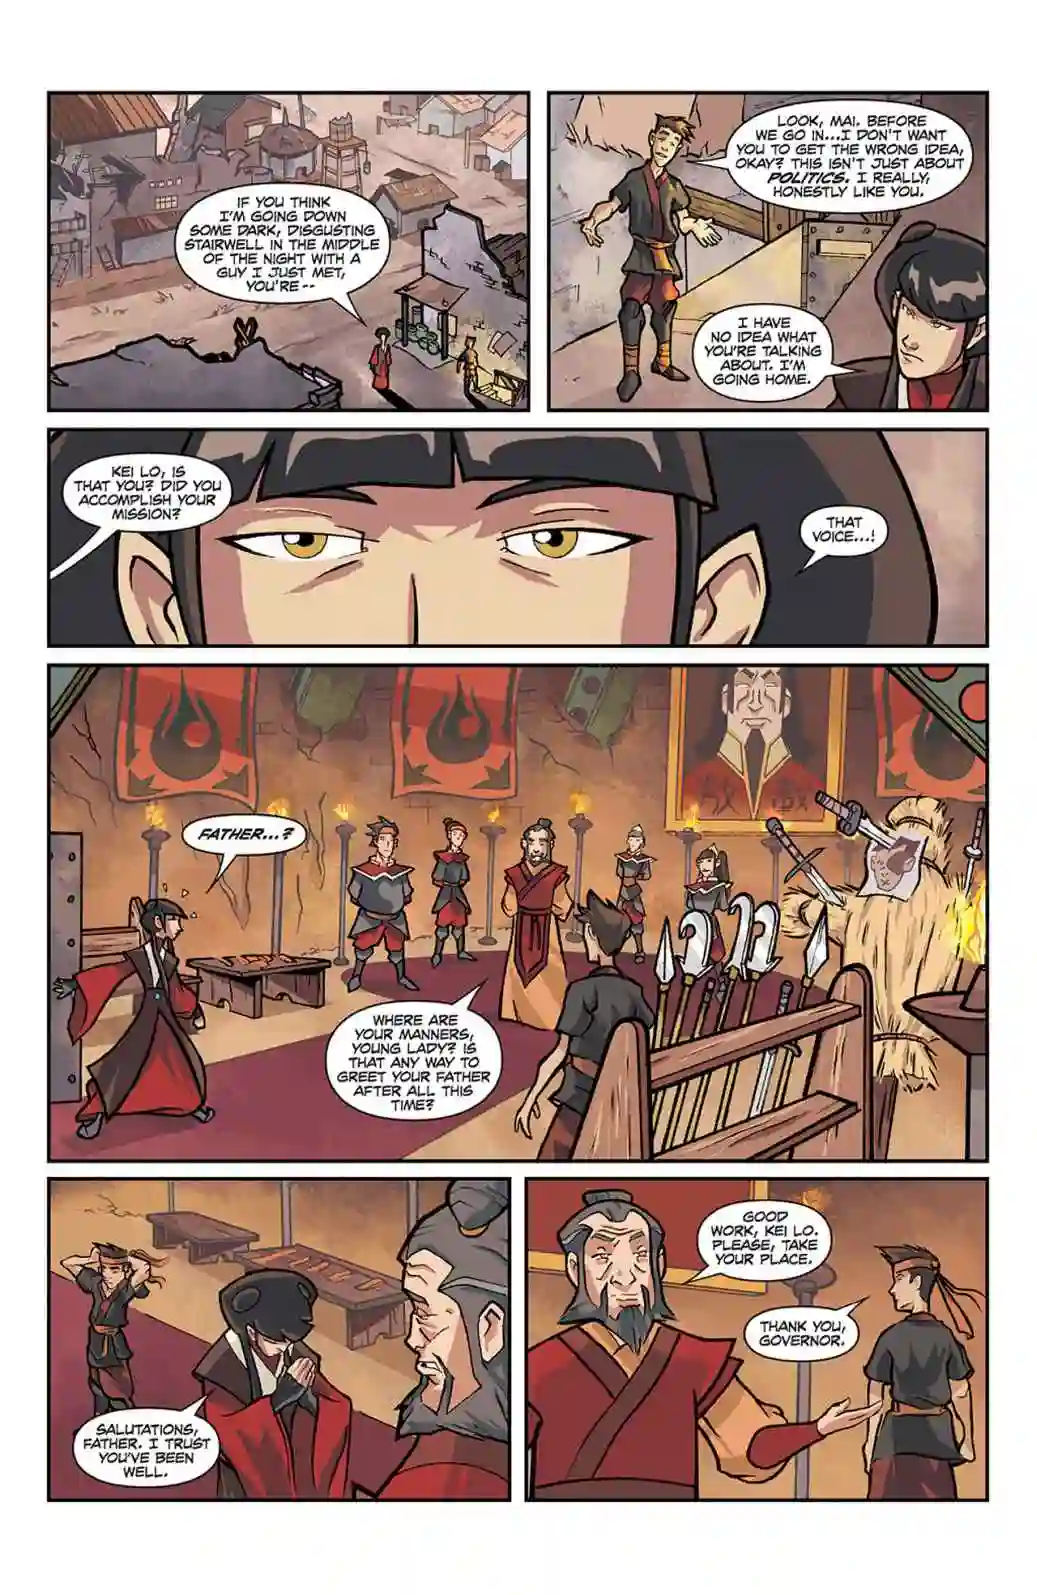 IF YOU THINK
I'M GOING DOWN
SOME DARK, DISGUSTING
STAIRWELL IN THE MIDDLE
OF THE NIGHT WITH A
GUY I JUST MET,
YOU'RE --
LOOK, MAI. BEFORE
WE GO IN...I DON'T WANT
YOU TO GET THE WRONG IDEA,
OKAY? THIS ISN'T JUST ABOUT
POLITICS. I REALLY,
HONESTLY LIKE YOU.
I HAVE
NO IDEA WHAT
YOU'RE TALKING
ABOUT. I'M
GOING HOME.
KEI LO, IS
THAT YOU? DID YOU
ACCOMPLISH YOUR
MISSION?
THAT
VOICE...!
FATHER...?
WHERE ARE
YOUR MANNERS,
YOUNG LADY? IS
THAT ANY WAY TO
GREET YOUR FATHER
AFTER ALL THIS
TIME?
SALUTATIONS,
FATHER. I TRUST
YOU'VE BEEN
WELL.
GOOD
WORK, KEI LO.
PLEASE, TAKE
YOUR PLACE.
THANK YOU,
GOVERNOR.